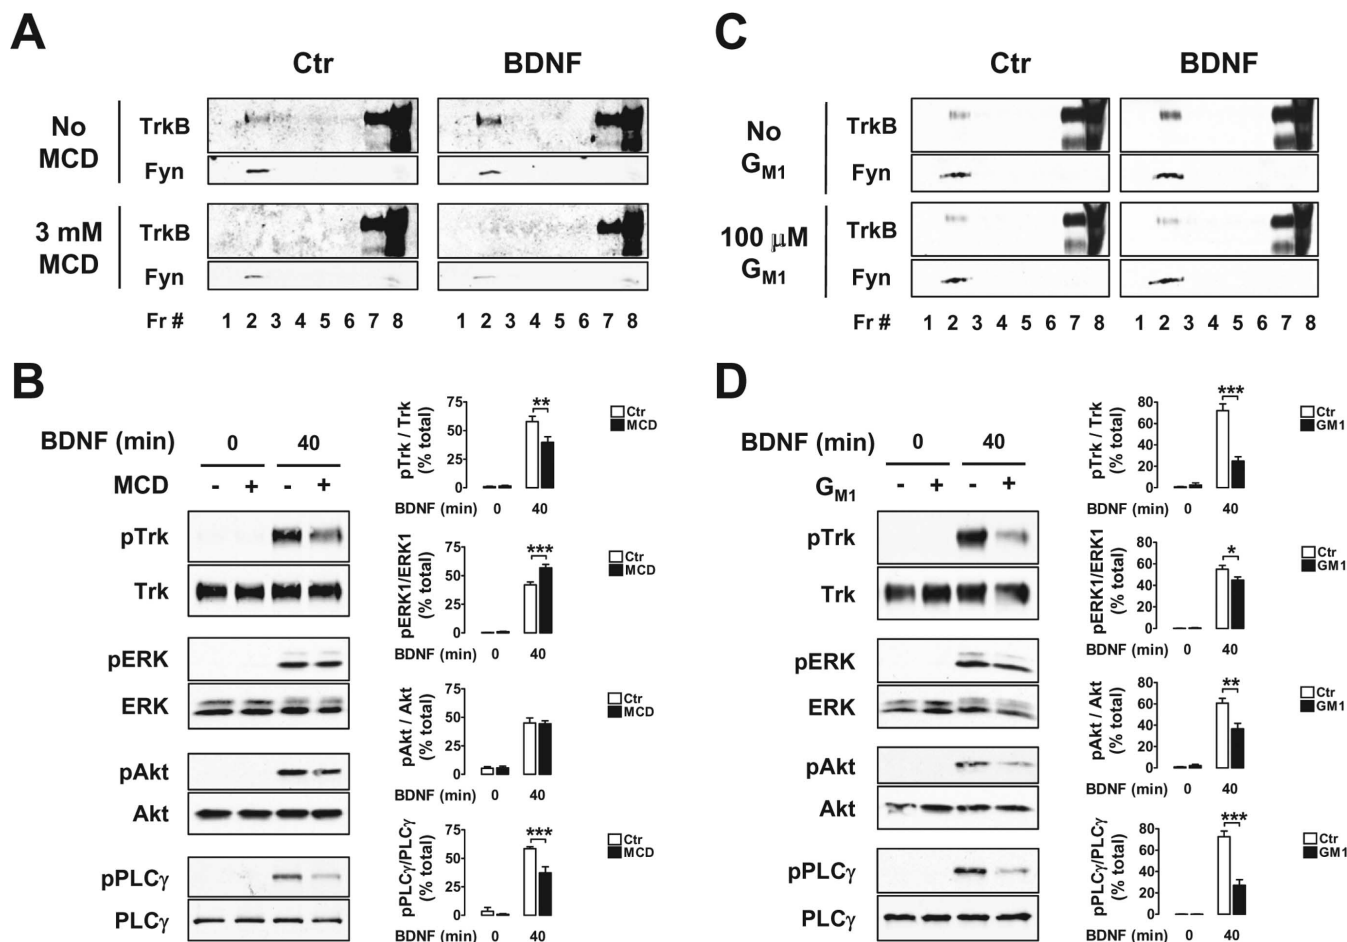 A
Ctr BDNF
No MCD
TrkB
Fyn
3 mM MCD
TrkB
Fyn
Fr # 1 2 3 4 5 6 7 8 1 2 3 4 5 6 7 8
B
BDNF (min) 0 40
MCD - + - +
pTrk
Trk
pERK
ERK
pAkt
Akt
pPLCγ
PLCγ
pTrk / Trk
(% total)
75
50
25
0
**
Ctr
MCD
BDNF (min) 0 40
pERK1/ERK1
(% total)
75
50
25
0
***
Ctr
MCD
BDNF (min) 0 40
pAkt / Akt
(% total)
75
50
25
0
Ctr
MCD
BDNF (min) 0 40
pPLCγ/PLCγ
(% total)
75
50
25
0
***
Ctr
MCD
BDNF (min) 0 40
C
Ctr BDNF
No GM1
TrkB
Fyn
100 µM GM1
TrkB
Fyn
Fr # 1 2 3 4 5 6 7 8 1 2 3 4 5 6 7 8
D
BDNF (min) 0 40
GM1 - + - +
pTrk
Trk
pERK
ERK
pAkt
Akt
pPLCγ
PLCγ
pTrk / Trk
(% total)
80
60
40
20
0
***
Ctr
GM1
BDNF (min) 0 40
pERK1/ERK1
(% total)
80
60
40
20
0
*
Ctr
GM1
BDNF (min) 0 40
pAkt / Akt
(% total)
80
60
40
20
0
**
Ctr
GM1
BDNF (min) 0 40
pPLCγ/PLCγ
(% total)
80
60
40
20
0
***
Ctr
GM1
BDNF (min) 0 40